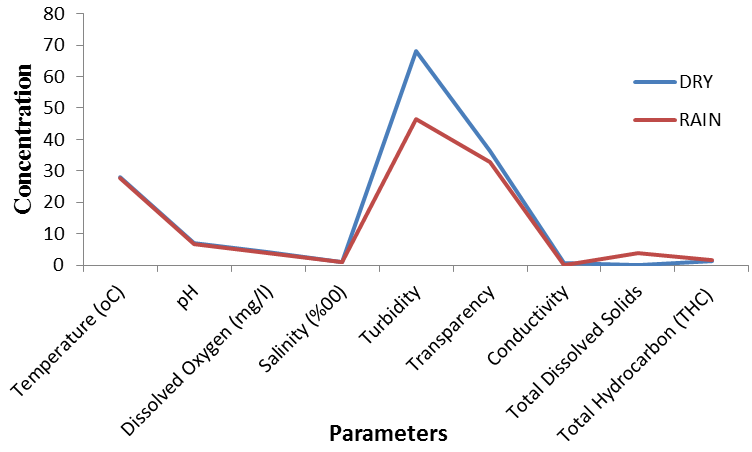 80
70
60
50
40
30
20
10
0
Concentration
DRY
RAIN
Temperature (oC)
pH
Dissolved Oxygen (mg/l)
Salinity (%00)
Turbidity
Transparency
Conductivity
Total Dissolved Solids
Total Hydrocarbon (THC)
Parameters